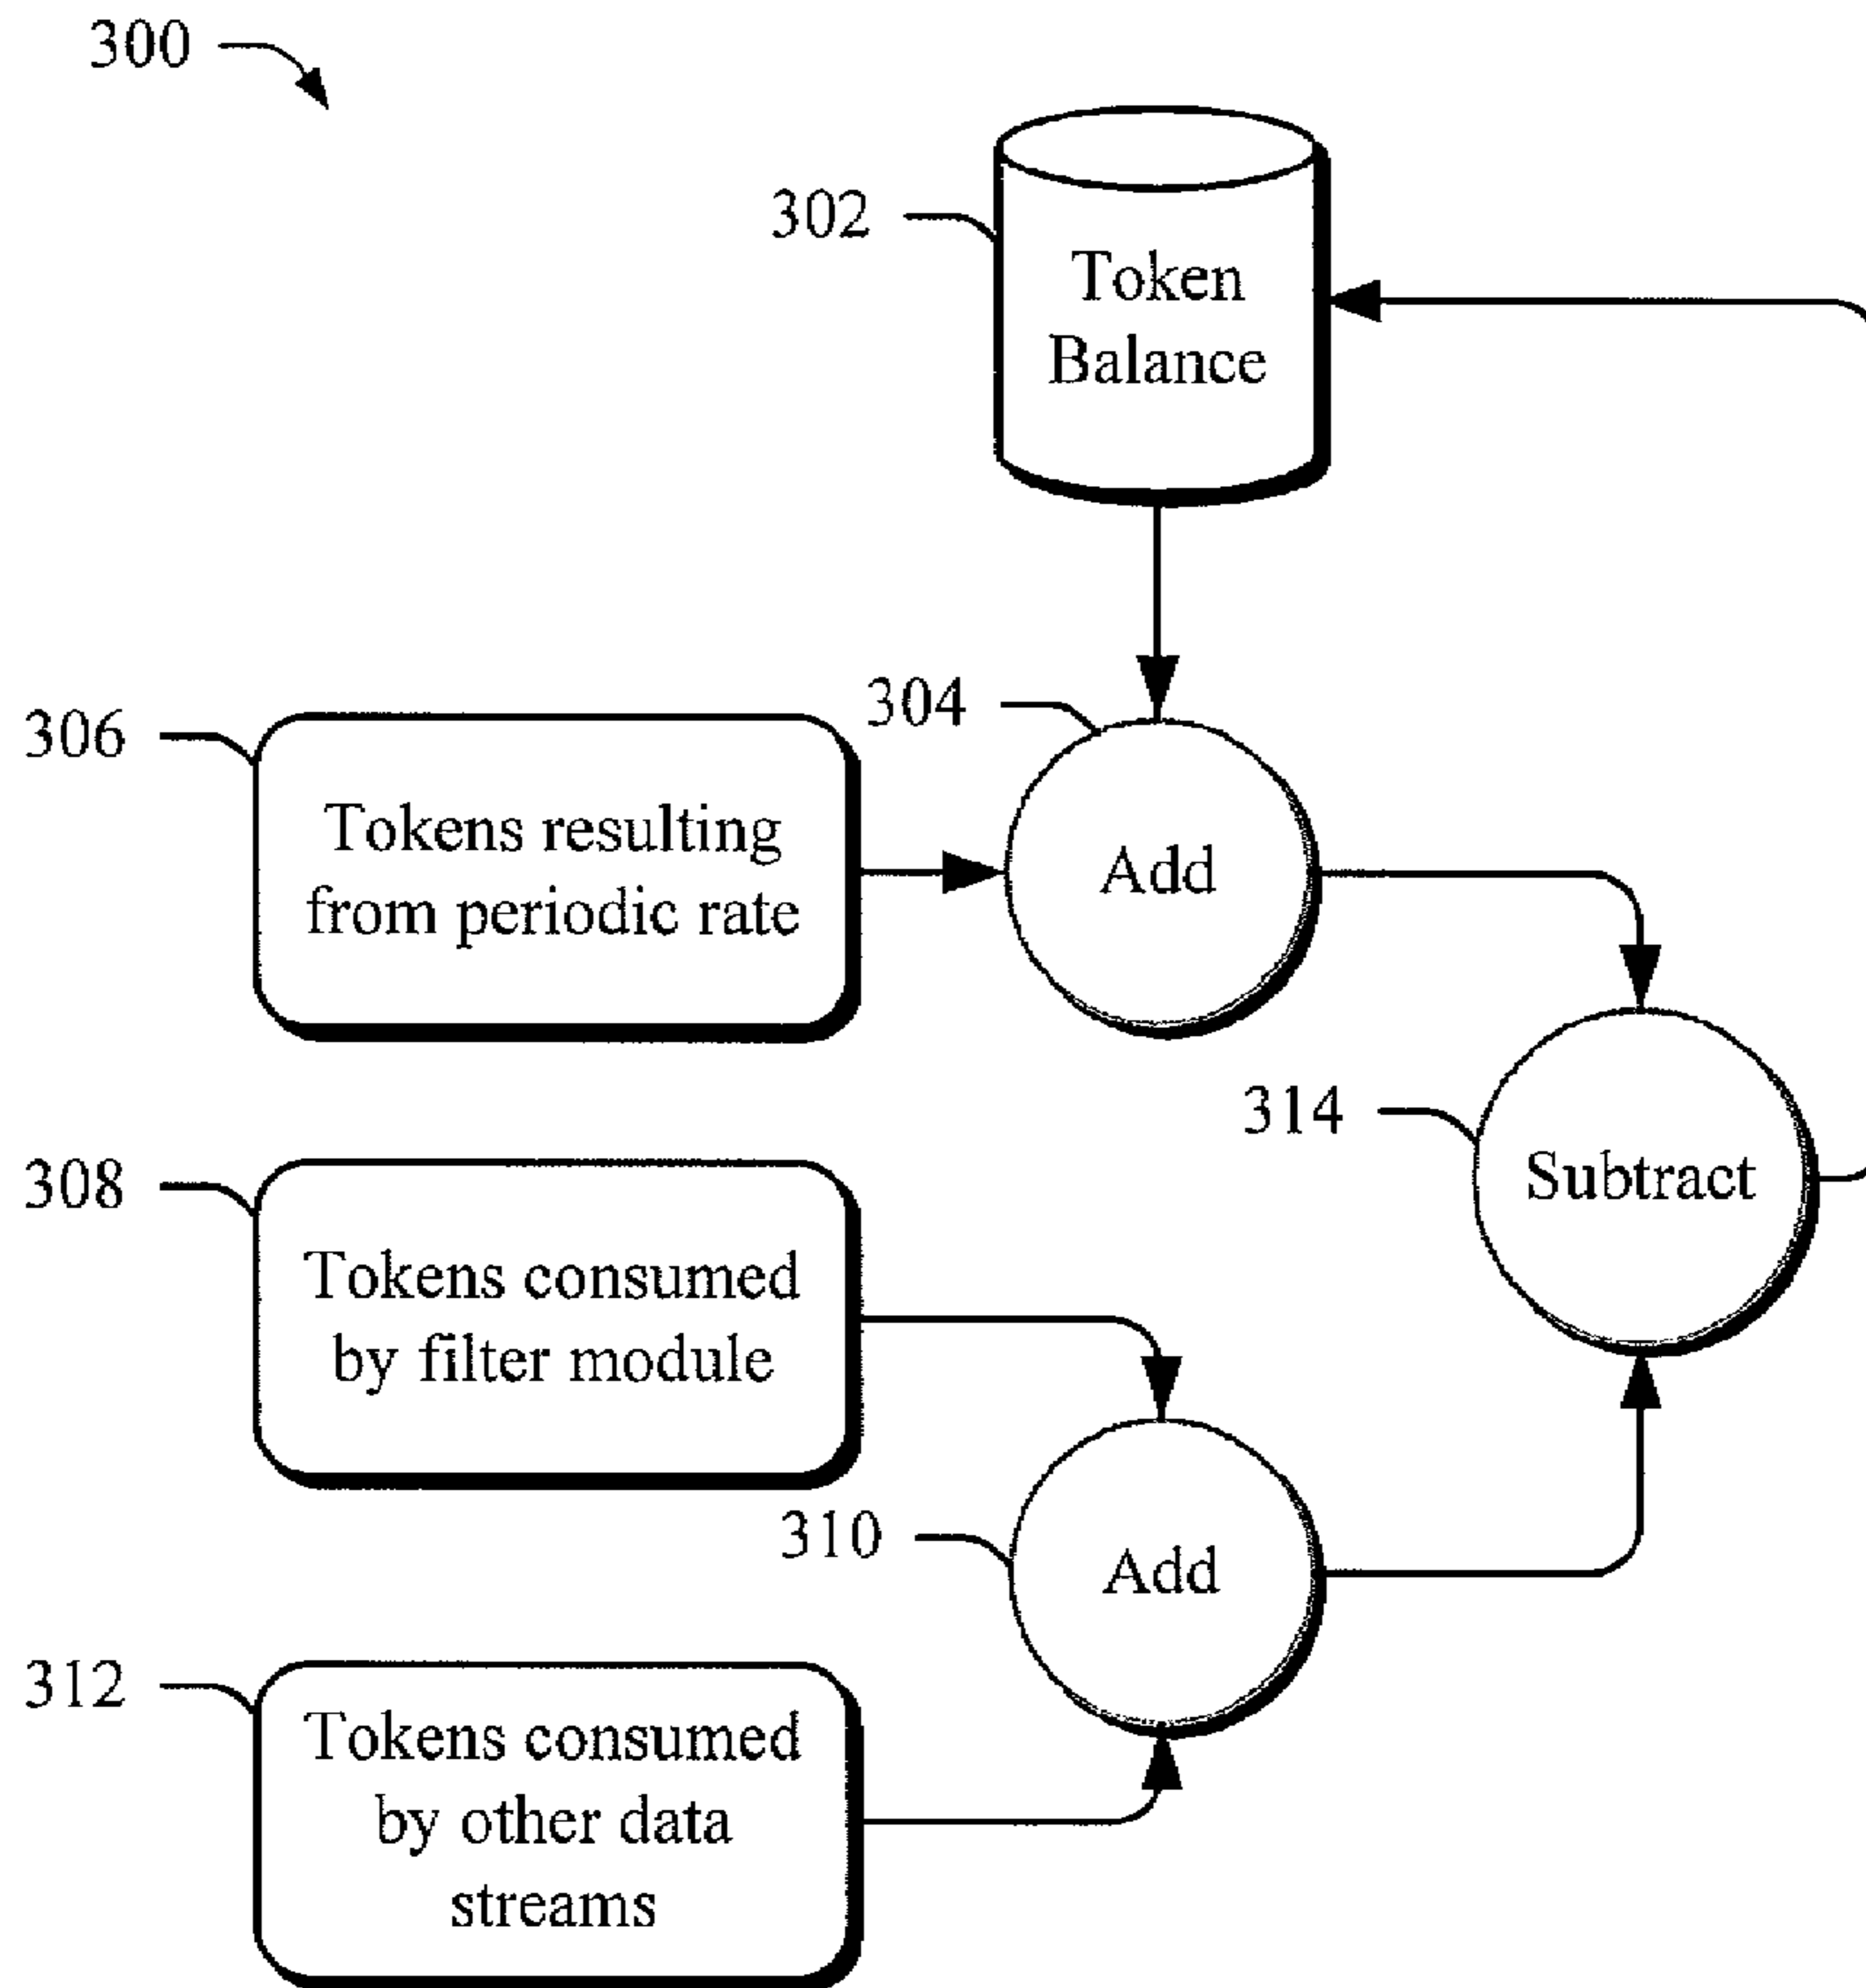 300
302
Token
Balance
304
306
Tokens resulting
from periodic rate
Add
314
Subtract
308
Tokens consumed
by filter module
310
Add
312
Tokens consumed
by other data
streams